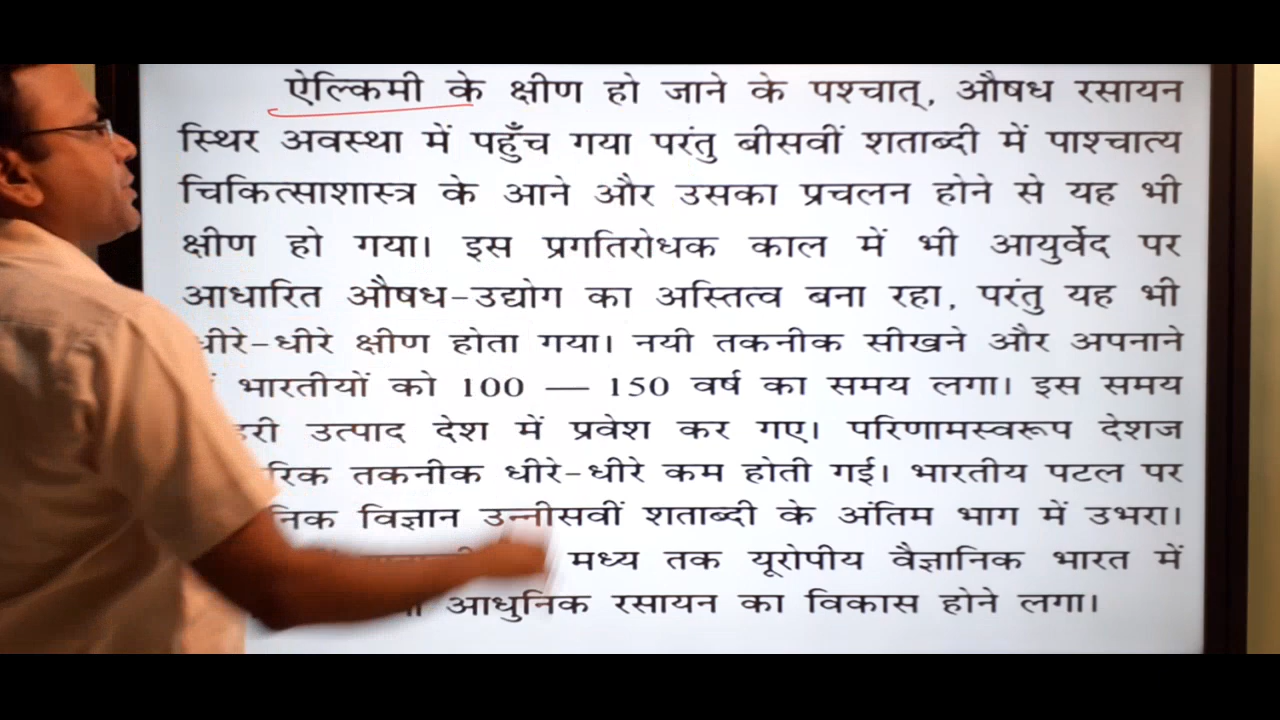 ऐल्किमी के क्षीण हो जाने के पश्चात्, औषध रसायन
स्थिर अवस्था में पहुँच गया परंतु बीसवीं शताब्दी में पाश्चात्य
चिकित्साशास्त्र के आने और उसका प्रचलन होने से यह भी
क्षीण हो गया। इस प्रगतिरोधक काल में भी आयुर्वेद पर
आधारित औषध-उद्योग का अस्तित्व बना रहा, परंतु यह भी
धीरे-धीरे क्षीण होता गया। नयी तकनीक सीखने और अपनाने
भारतीयों को 100 — 150 वर्ष का समय लगा। इस समय
उत्पाद देश में प्रवेश कर गए। परिणामस्वरूप देशज
तकनीक धीरे-धीरे कम होती गई। भारतीय पटल पर
विज्ञान उन्नीसवीं शताब्दी के अंतिम भाग में उभरा।
मध्य तक यूरोपीय वैज्ञानिक भारत में
आधुनिक रसायन का विकास होने लगा।